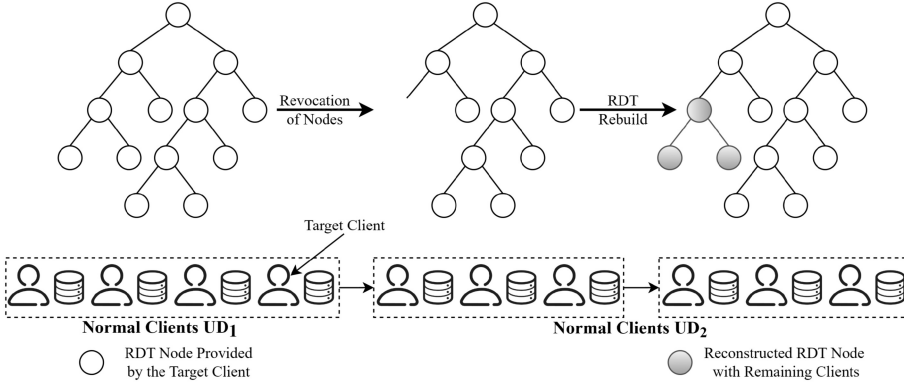 Revocation
of Nodes
RDT
Rebuild
Target Client
Normal Clients UD1
Normal Clients UD2
RDT Node Provided
by the Target Client
Reconstructed RDT Node
with Remaining Clients